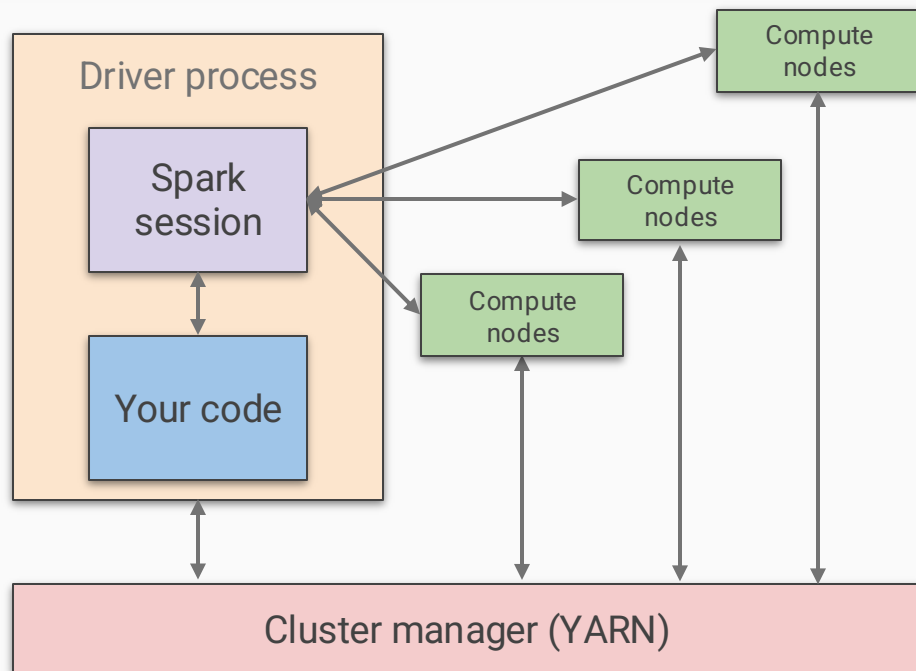 Driver process
Spark
session
Your code
Compute
nodes
Compute
nodes
Compute
nodes
Cluster manager (YARN)